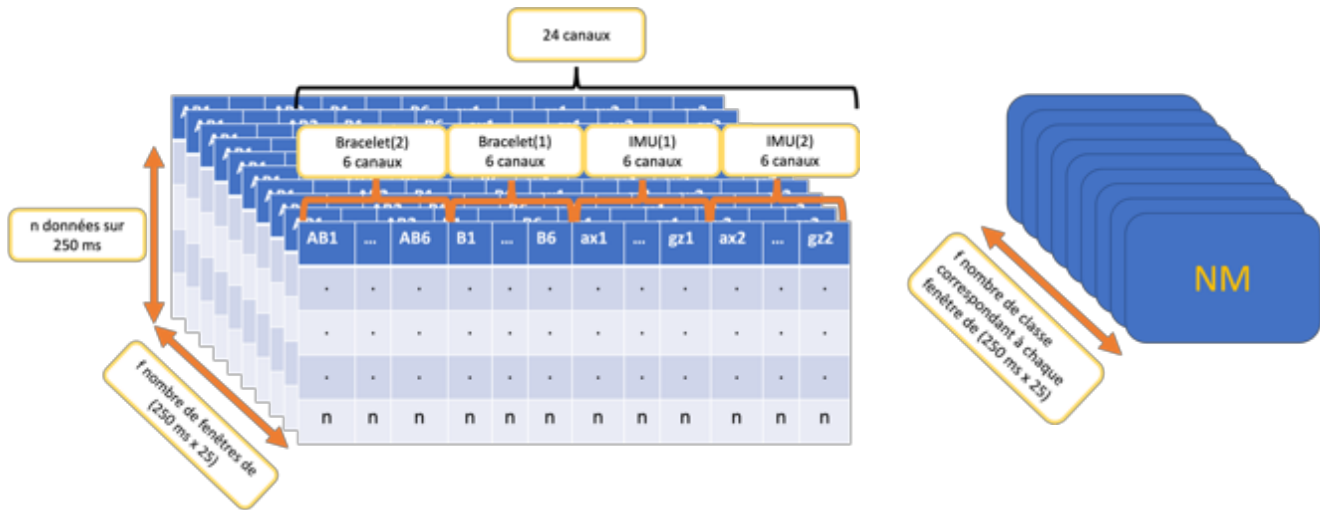 24 canaux
Bracelet(2)
6 canaux
Bracelet(1)
6 canaux
IMU(1)
6 canaux
IMU(2)
6 canaux
n données sur
250 ms
AB1 ... AB6 B1 ... B6 ax1 ... gz1 ax2 ... gz2
. . . . . . . . . . . .
. . . . . . . . . . . .
. . . . . . . . . . . .
n n n n n n n n n n n n
f nombre de fenêtres de
(250 ms x 25)
f nombre de classe
correspondant à chaque
fenêtre de (250 ms x 25)
NM